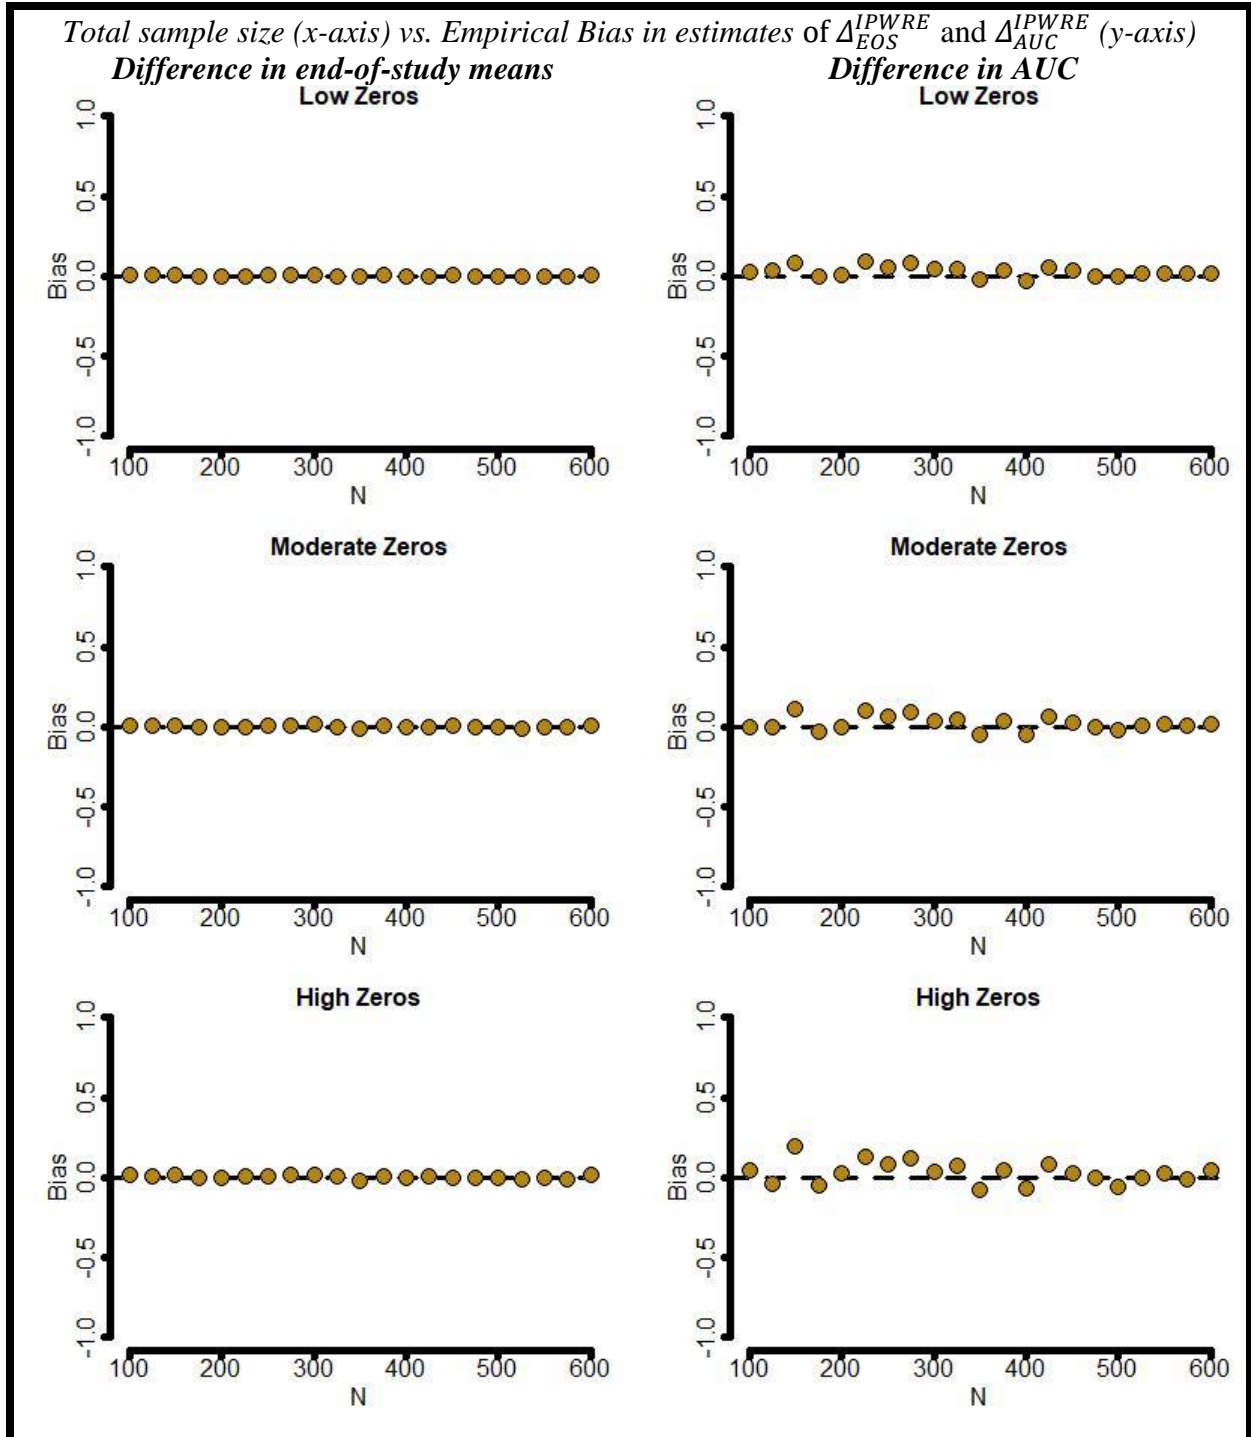 Total sample size (x-axis) vs. Empirical Bias in estimates of Δ_EOS^IPWRE and Δ_AUC^IPWRE (y-axis)
Difference in end-of-study means
Low Zeros
1.0
0.5
0.0
-0.5
-1.0
Bias
100 200 300 400 500 600
N
Difference in AUC
Low Zeros
1.0
0.5
0.0
-0.5
-1.0
Bias
100 200 300 400 500 600
N
Moderate Zeros
1.0
0.5
0.0
-0.5
-1.0
Bias
100 200 300 400 500 600
N
Moderate Zeros
1.0
0.5
0.0
-0.5
-1.0
Bias
100 200 300 400 500 600
N
High Zeros
1.0
0.5
0.0
-0.5
-1.0
Bias
100 200 300 400 500 600
N
High Zeros
1.0
0.5
0.0
-0.5
-1.0
Bias
100 200 300 400 500 600
N